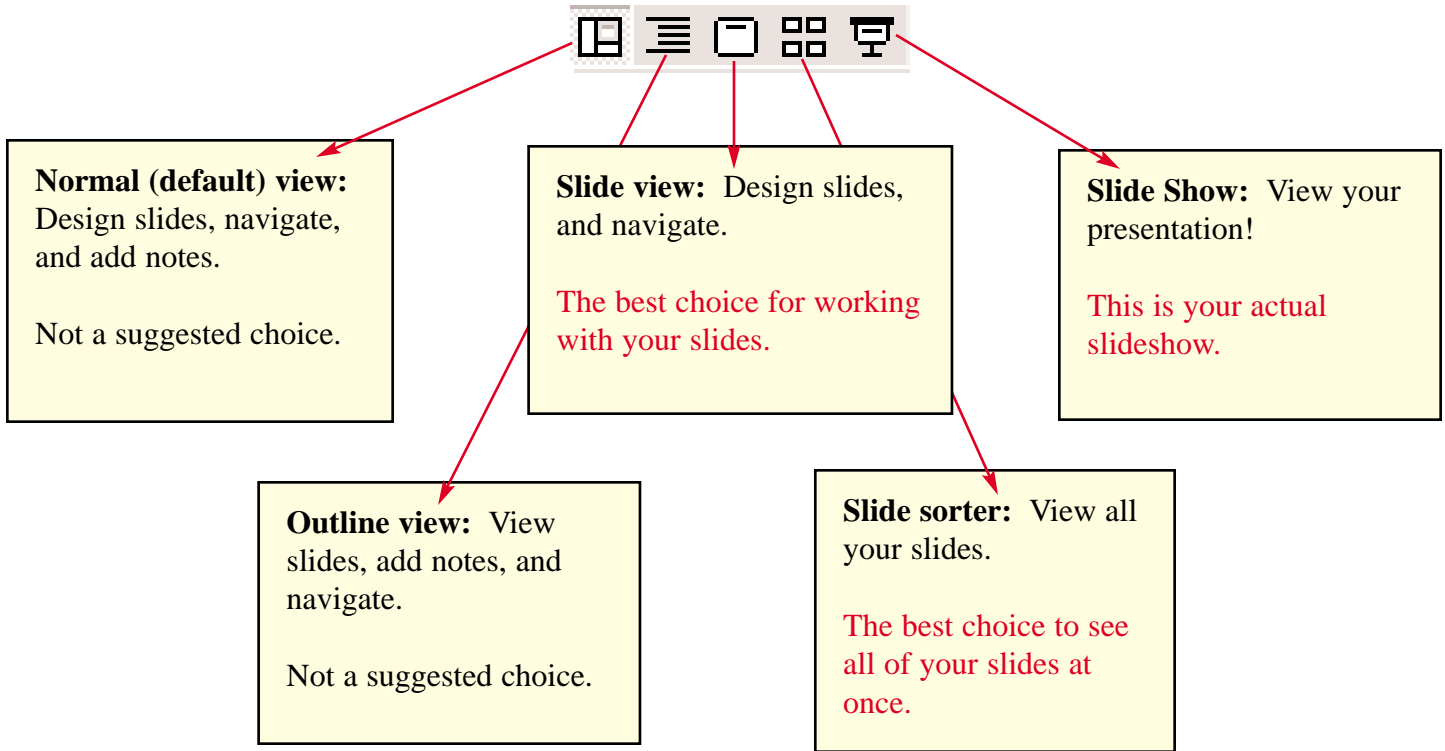 Normal (default) view:
Design slides, navigate,
and add notes.
Not a suggested choice.
Slide view: Design slides,
and navigate.
The best choice for working
with your slides.
Slide Show: View your
presentation!
This is your actual
slideshow.
Outline view: View
slides, add notes, and
navigate.
Not a suggested choice.
Slide sorter: View all
your slides.
The best choice to see
all of your slides at
once.